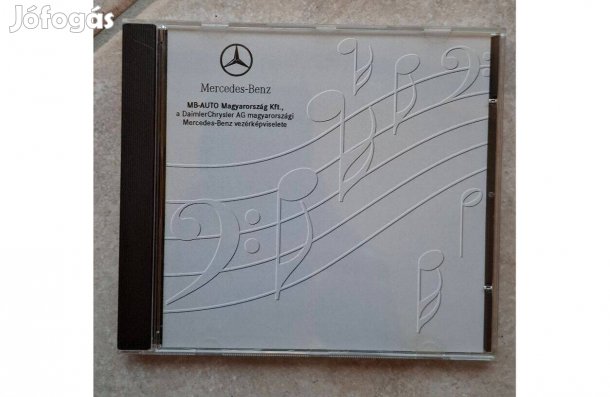 Jófogás
Mercedes-Benz
MB-AUTO Magyarország Kft.,
a DaimlerChrysler AG magyarországi
Mercedes-Benz vezérképviselete